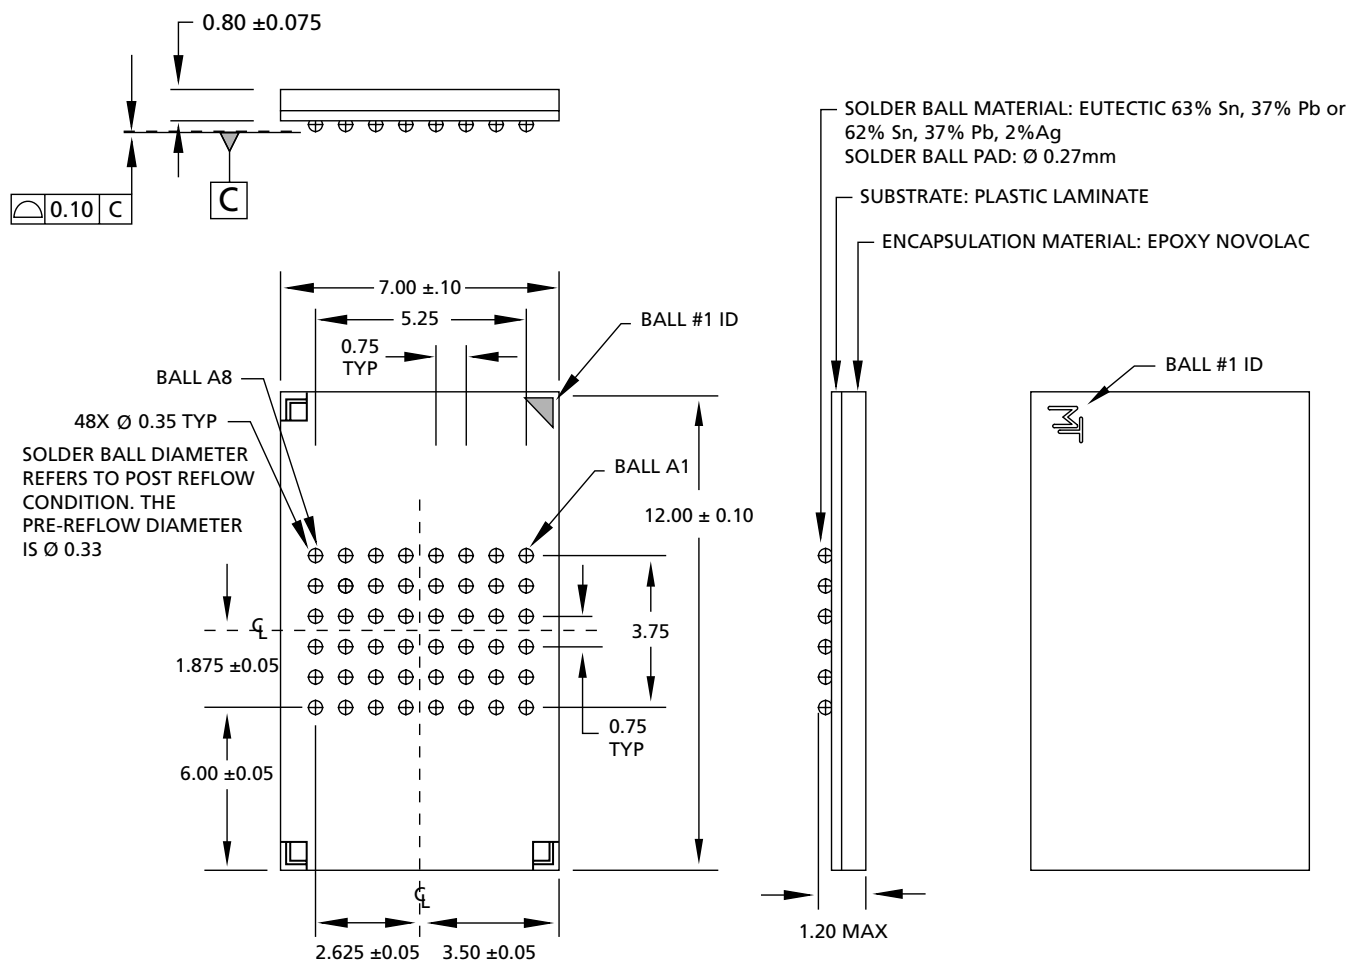 0.80 ±0.075
SOLDER BALL MATERIAL: EUTECTIC 63% Sn, 37% Pb or
62% Sn, 37% Pb, 2%Ag
SOLDER BALL PAD: Ø 0.27mm
SUBSTRATE: PLASTIC LAMINATE
ENCAPSULATION MATERIAL: EPOXY NOVOLAC
0.10 C
C
7.00 ±.10
5.25
0.75
TYP
BALL #1 ID
BALL A8
48X Ø 0.35 TYP
SOLDER BALL DIAMETER
REFERS TO POST REFLOW
CONDITION. THE
PRE-REFLOW DIAMETER
IS Ø 0.33
BALL A1
12.00 ± 0.10
BALL #1 ID
CL
3.75
1.875 ±0.05
0.75
TYP
6.00 ±0.05
CL
2.625 ±0.05
3.50 ±0.05
1.20 MAX